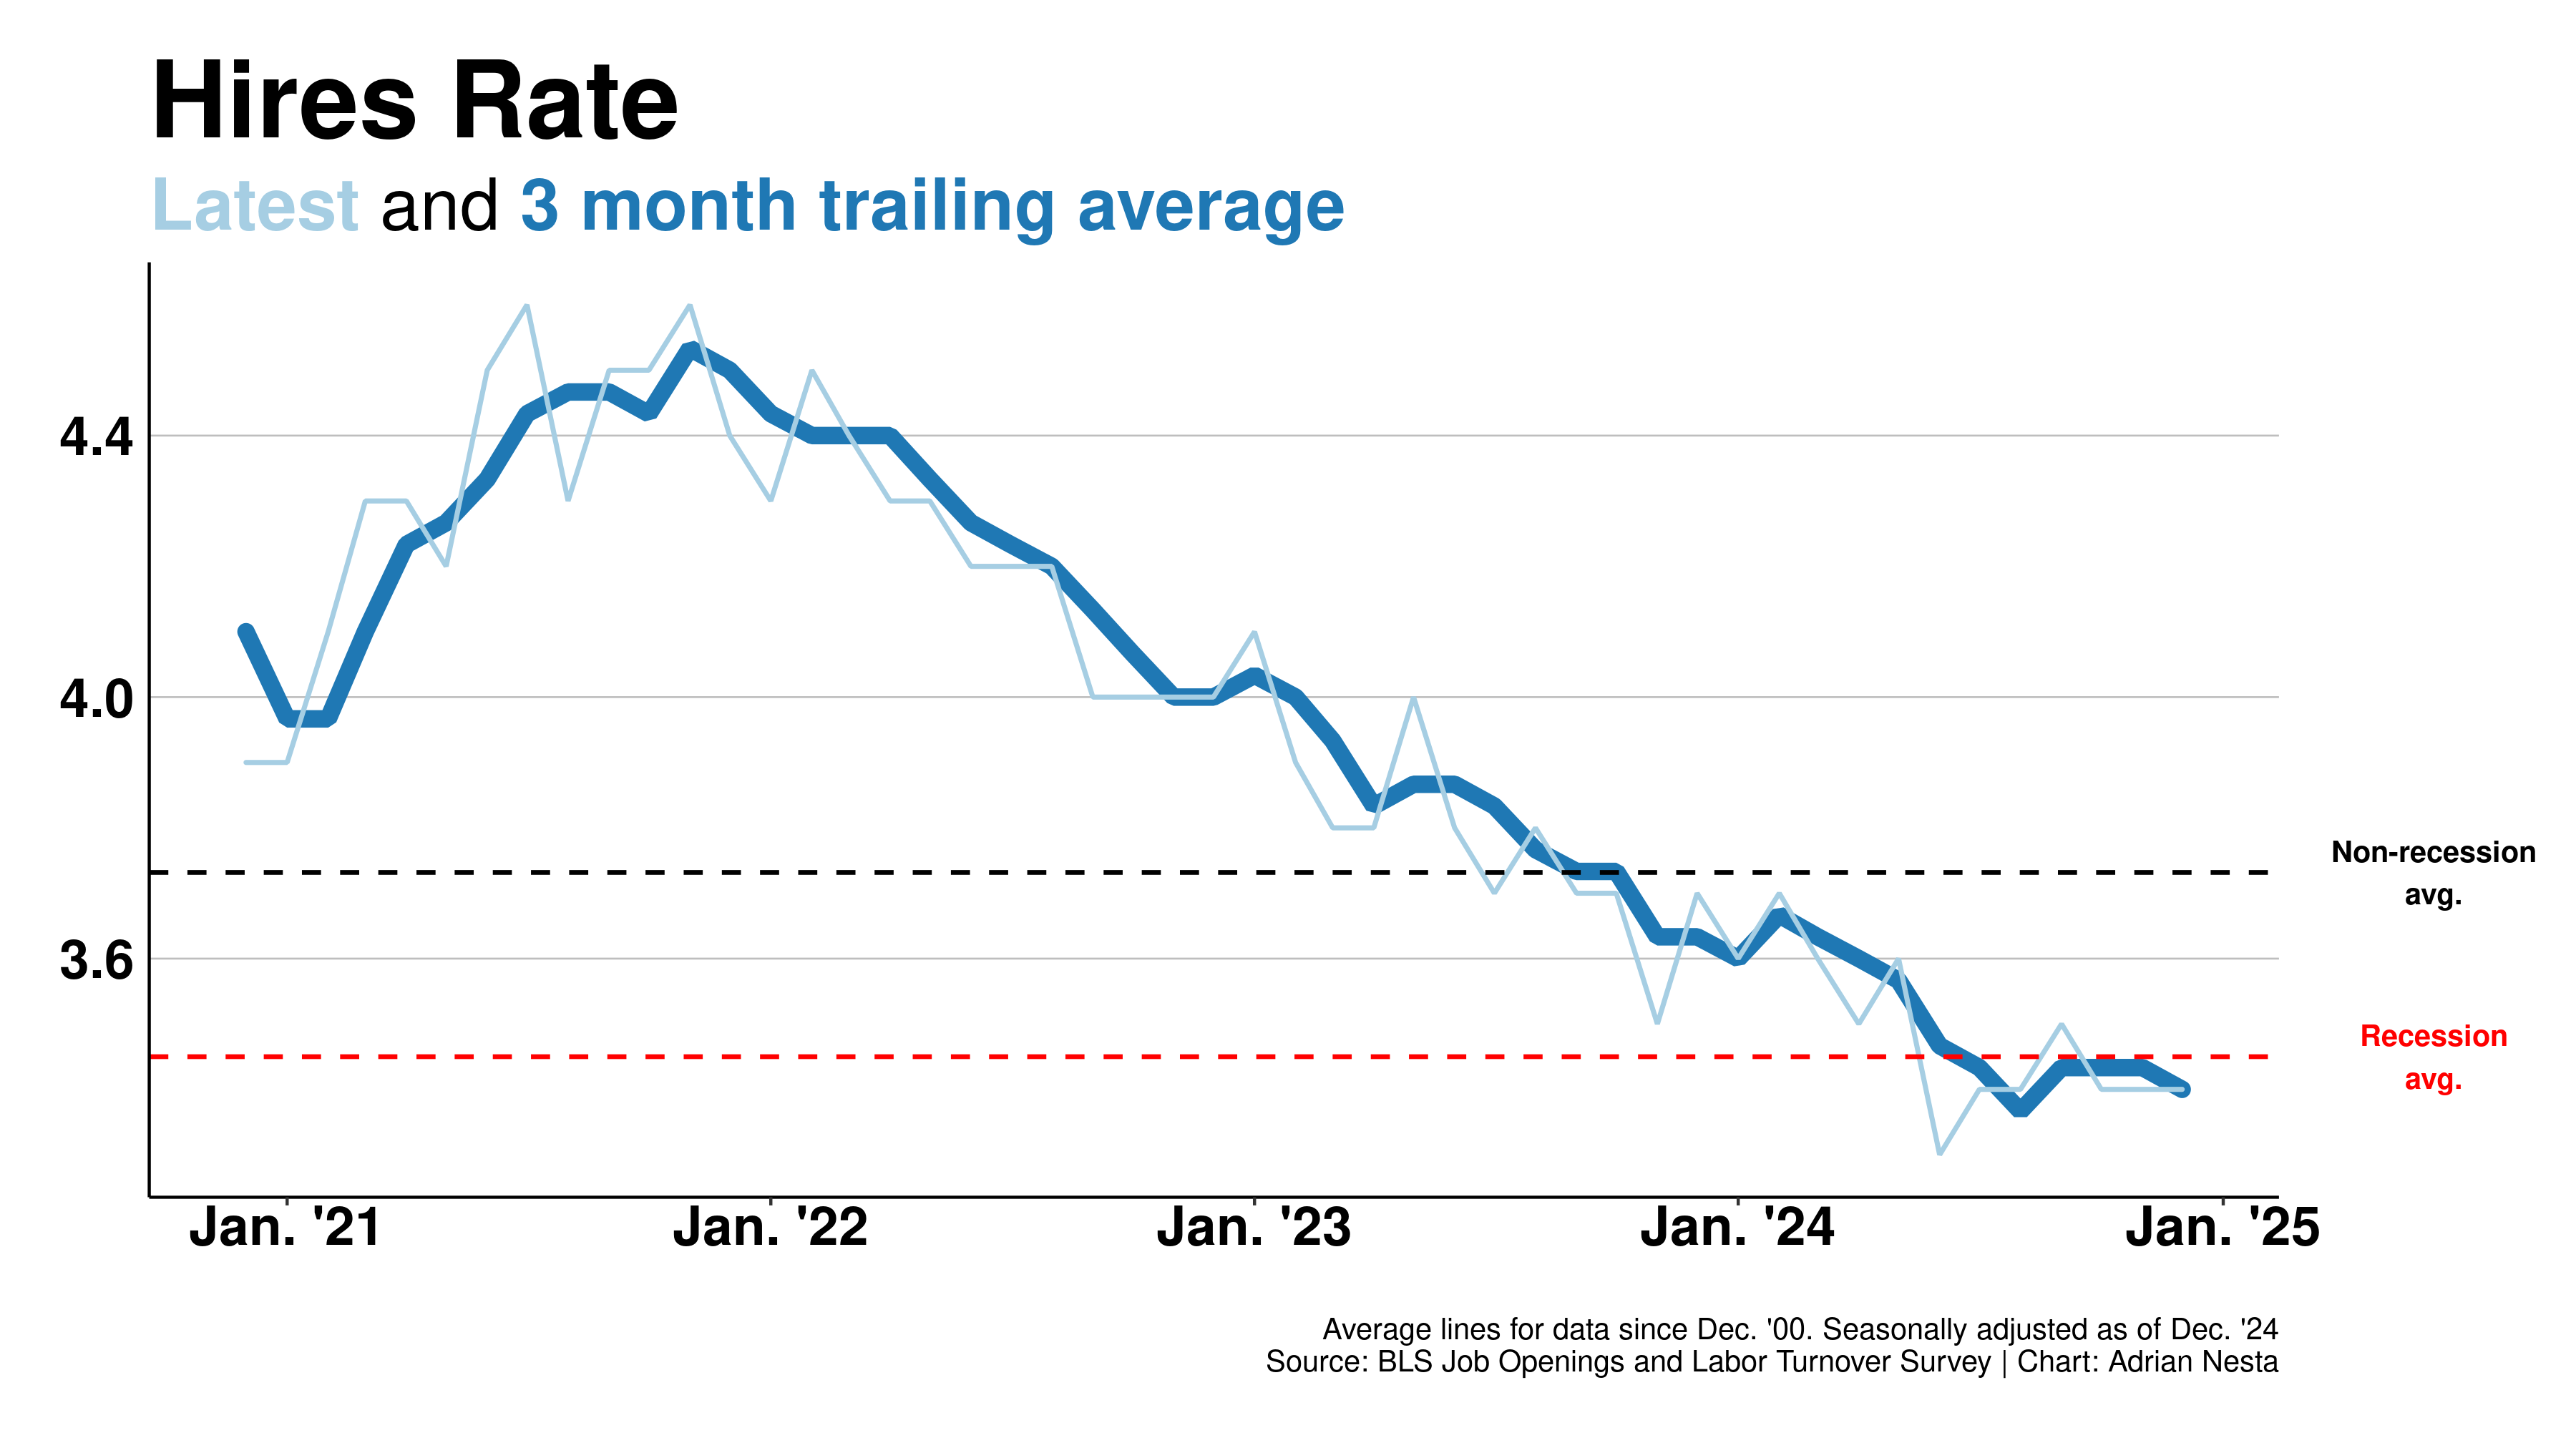 Hires Rate
Latest and 3 month trailing average
4.4
4.0
3.6
Non-recession
avg.
Recession
avg.
Jan. '21
Jan. '22
Jan. '23
Jan. '24
Jan. '25
Average lines for data since Dec. '00. Seasonally adjusted as of Dec. '24
Source: BLS Job Openings and Labor Turnover Survey | Chart: Adrian Nesta